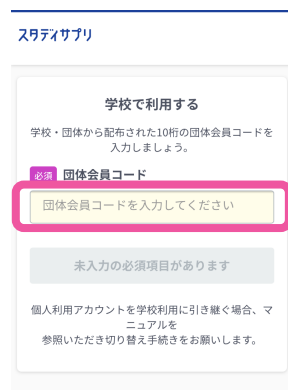 スタディサプリ
学校で利用する
学校・団体から配布された10桁の団体会員コードを
入力しましょう。
必須 団体会員コード
団体会員コードを入力してください
未入力の必須項目があります
個人利用アカウントを学校利用に引き継ぐ場合、マ
ニュアルを
参照いただき切り替え手続きをお願いします。